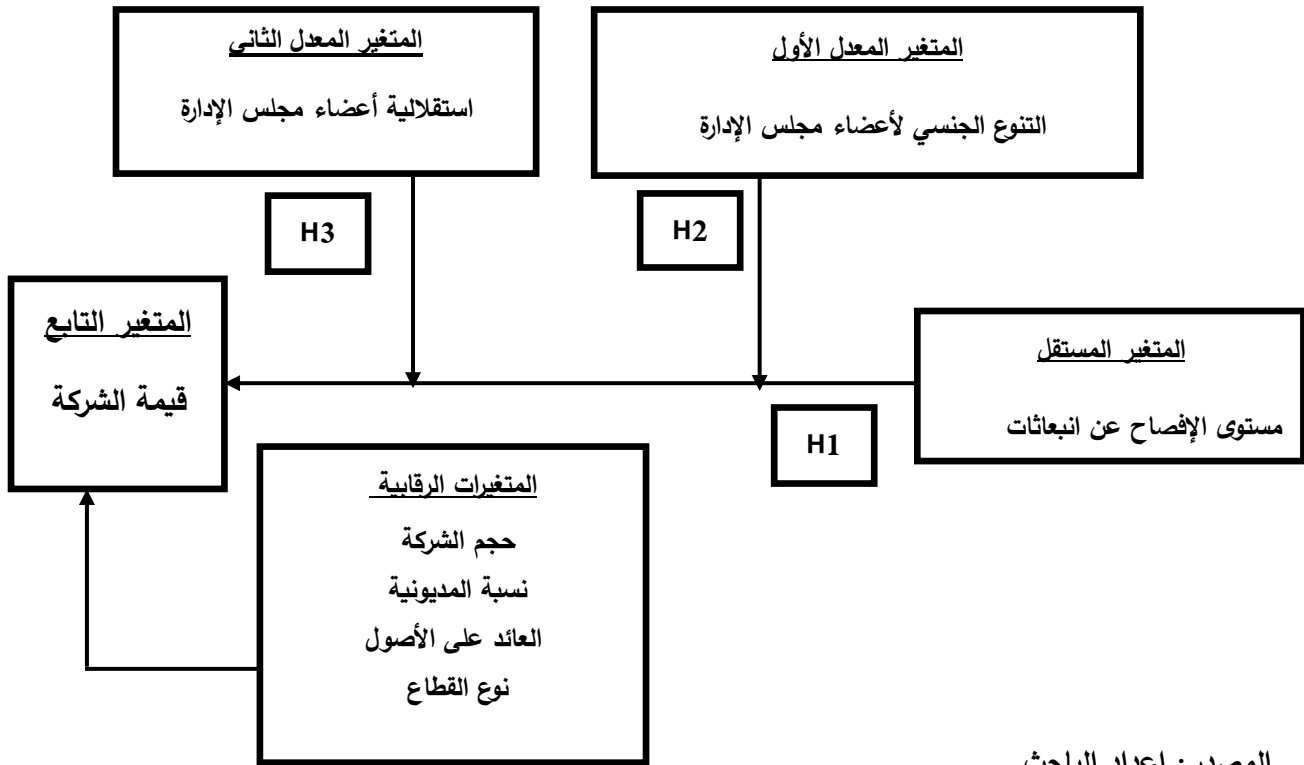 المتغير المعدل الأول
التنوع الجنسي لأعضاء مجلس الإدارة
المتغير المعدل الثاني
استقلالية أعضاء مجلس الإدارة
H2
H3
المتغير المستقل
مستوى الإفصاح عن انبعاثات
H1
المتغير التابع
قيمة الشركة
المتغيرات الرقابية
حجم الشركة
نسبة المديونية
العائد على الأصول
نوع القطاع
المصدر: إعداد الباحث